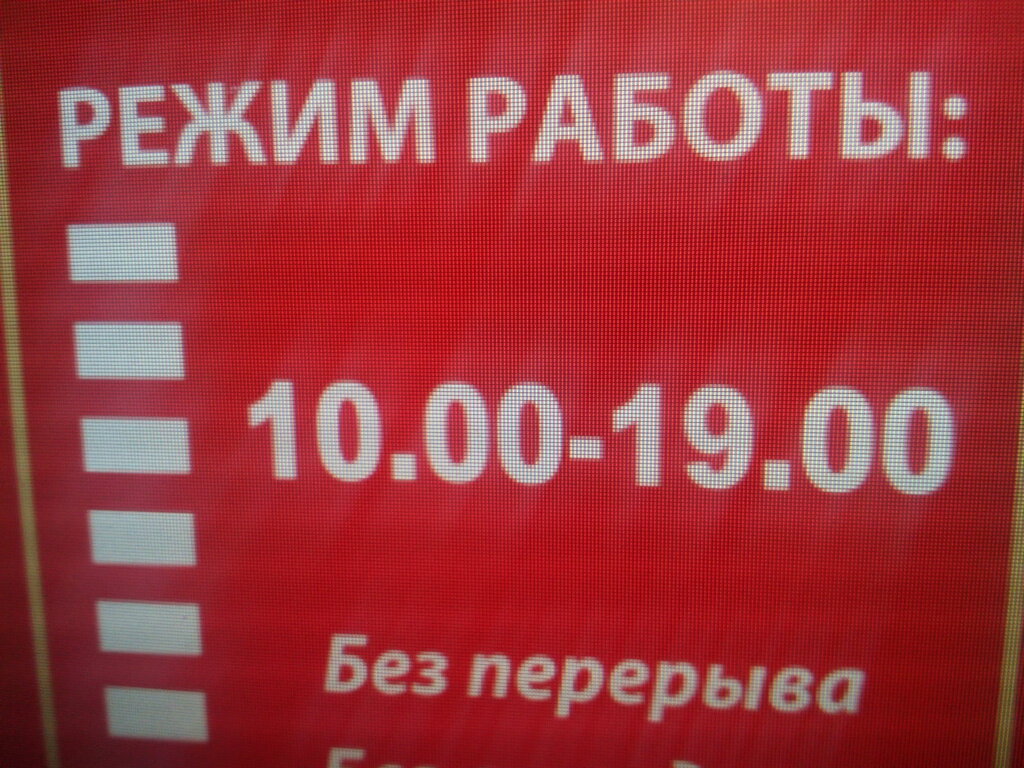 РЕЖИМ РАБОТЫ:
10.00-19.00
Без перерыва